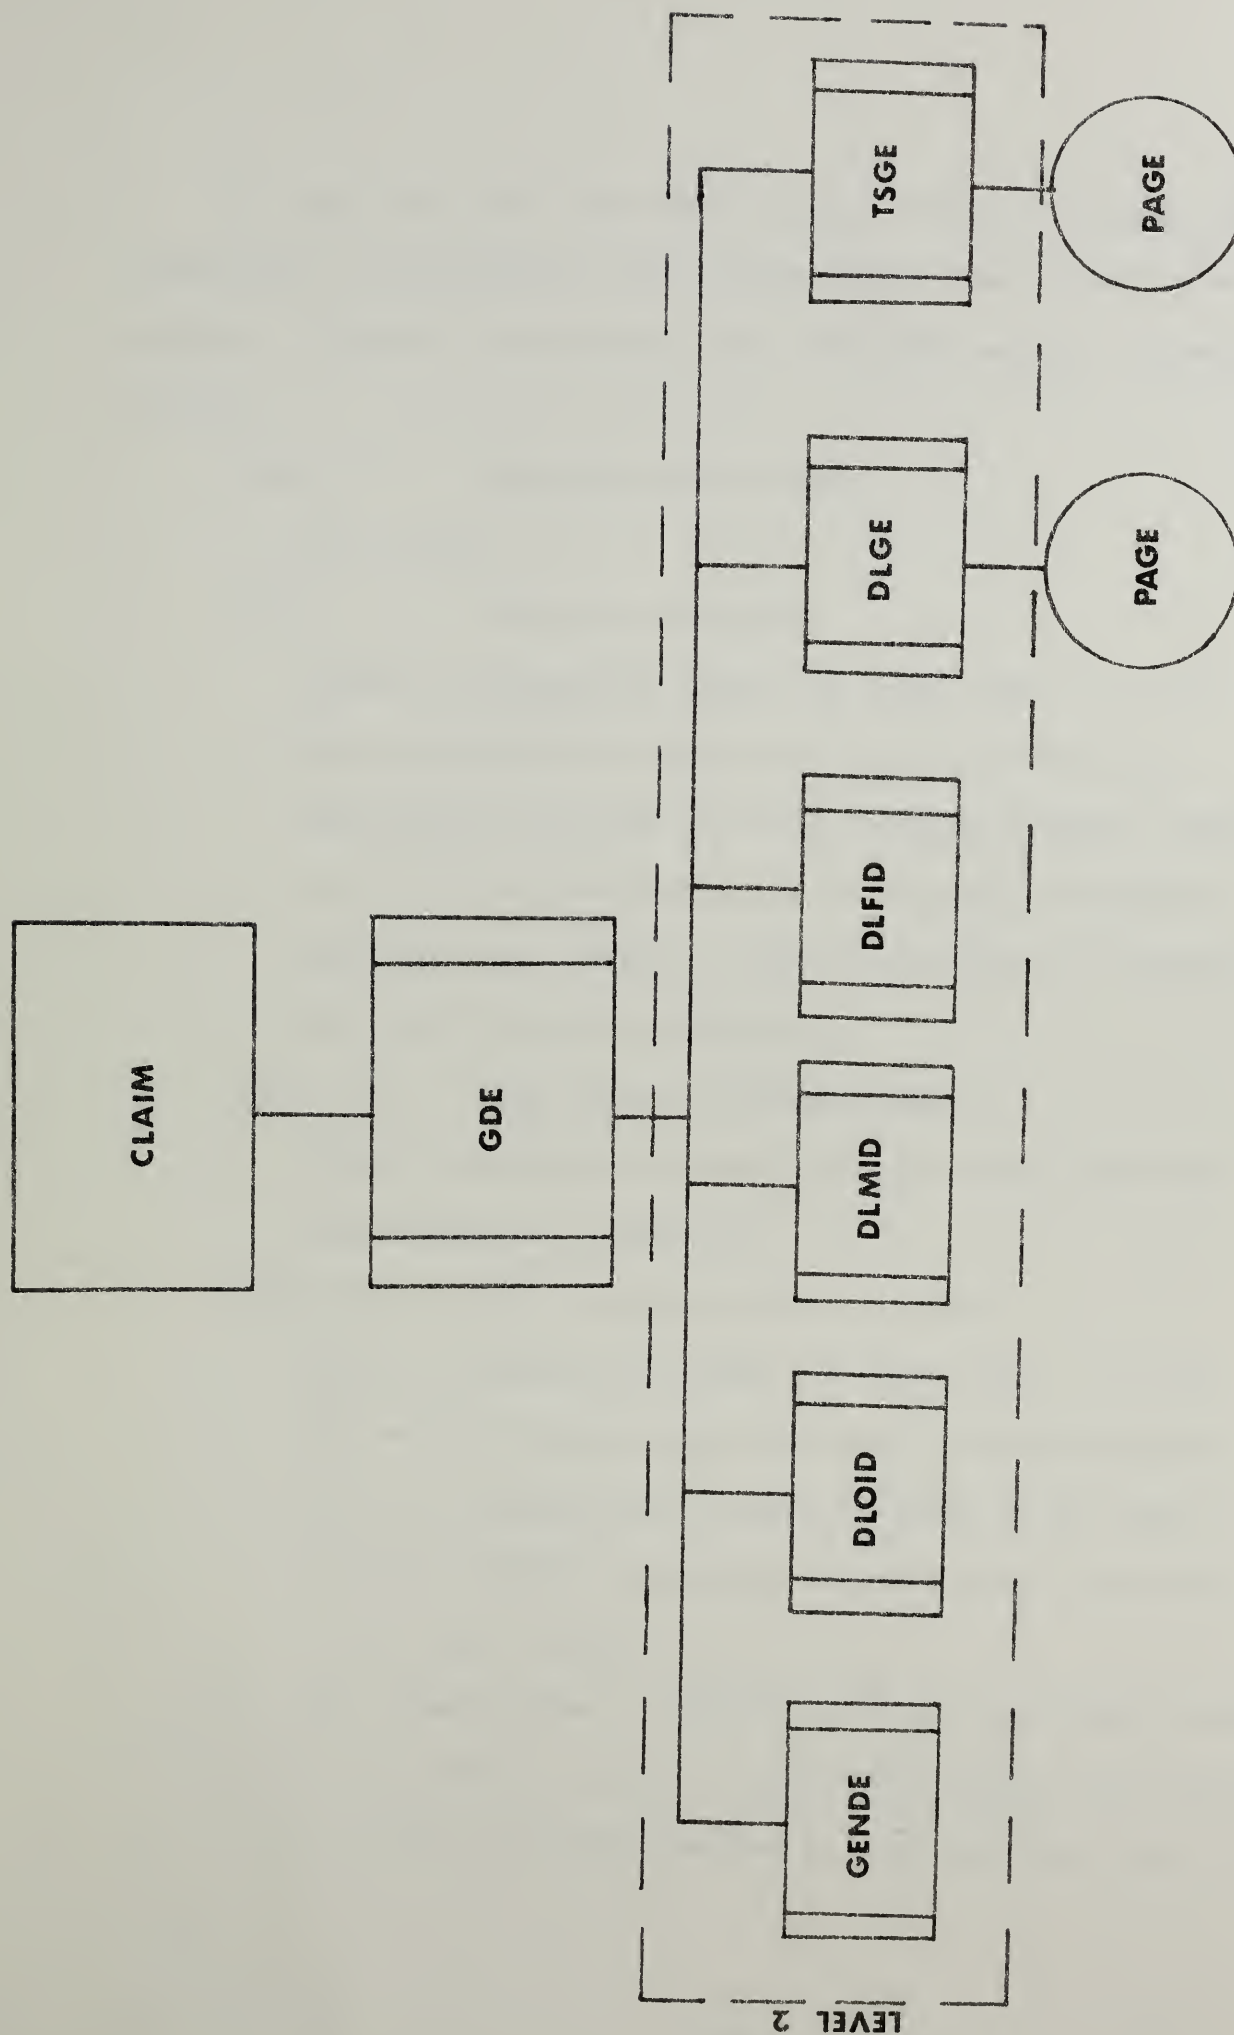 CLAIM
GDE
LEVEL 2
GENDE
DLOID
DLMID
DLFID
DLGE
TSGE
PAGE
PAGE